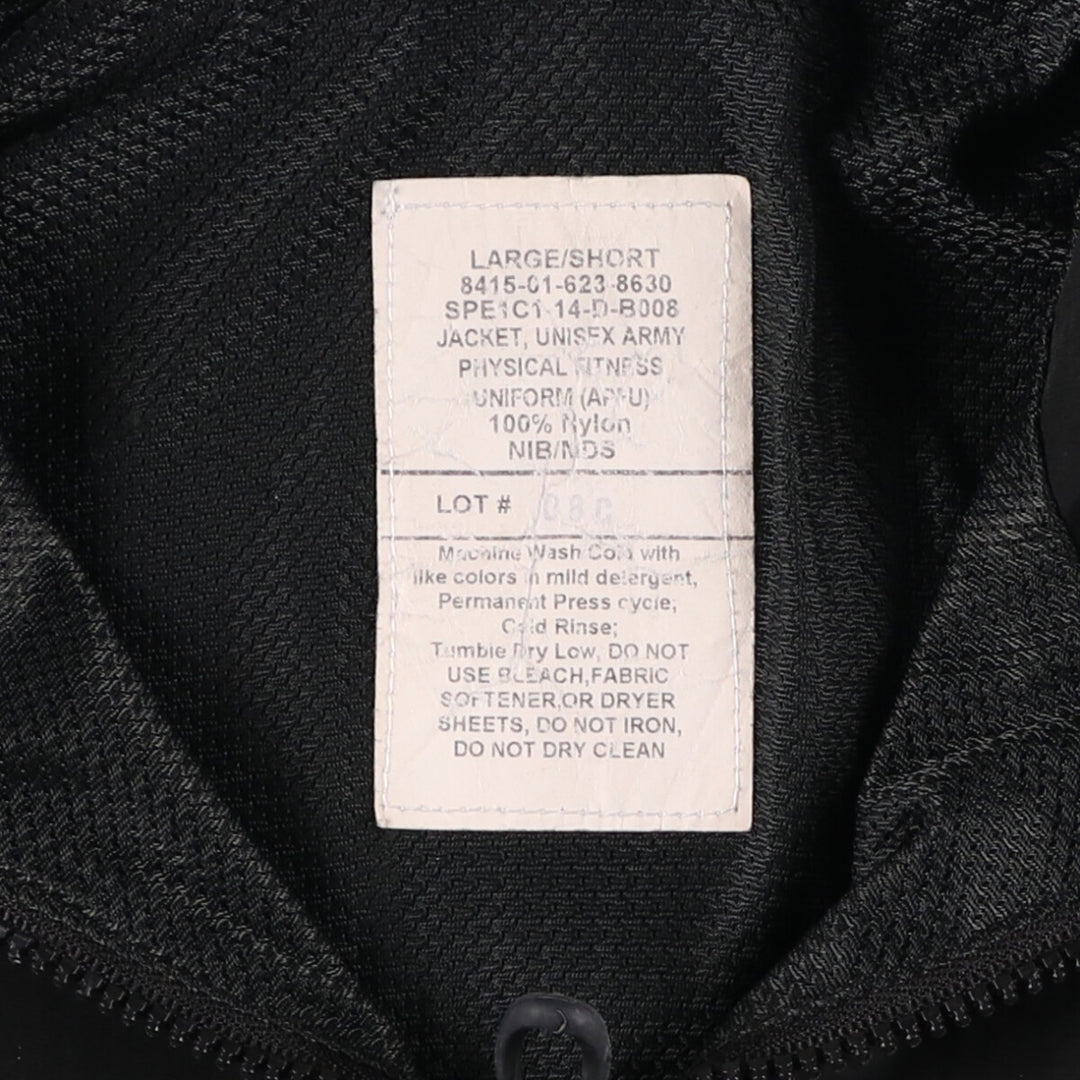 LARGE/SHORT
8415-01-623-8630
SPE1C1-14-D-B008
JACKET, UNISEX ARMY
PHYSICAL FITNESS
UNIFORM (APFU)
100% Nylon
NIB/MDS
LOT #
Machine Wash Cold with
like colors in mild detergent,
Permanent Press cycle;
Cold Rinse;
Tumble Dry Low, DO NOT
USE BLEACH,FABRIC
SOFTENER,OR DRYER
SHEETS, DO NOT IRON,
DO NOT DRY CLEAN